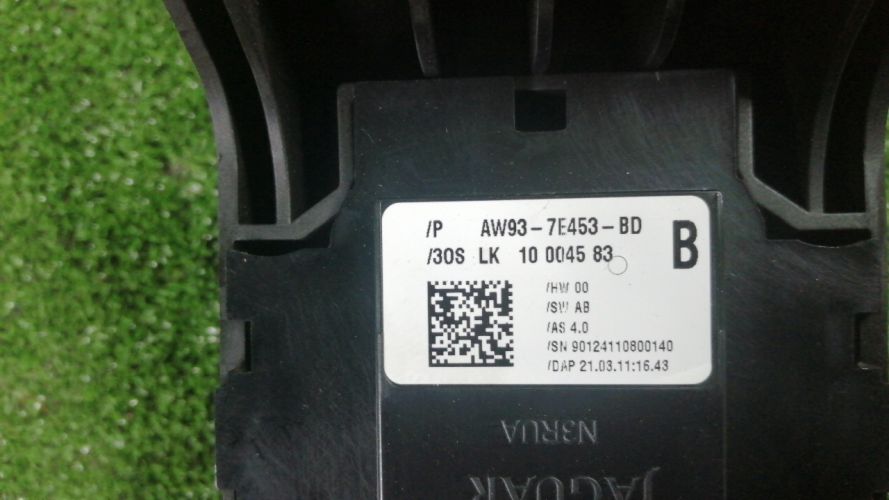 /P AW93-7E453-BD
/30S LK 10 0045 83
B
/HW 00
/SW AB
/AS 4.0
/SN 90124110800140
/DAP 21.03.11:16.43
N3RUA
JAGUAR